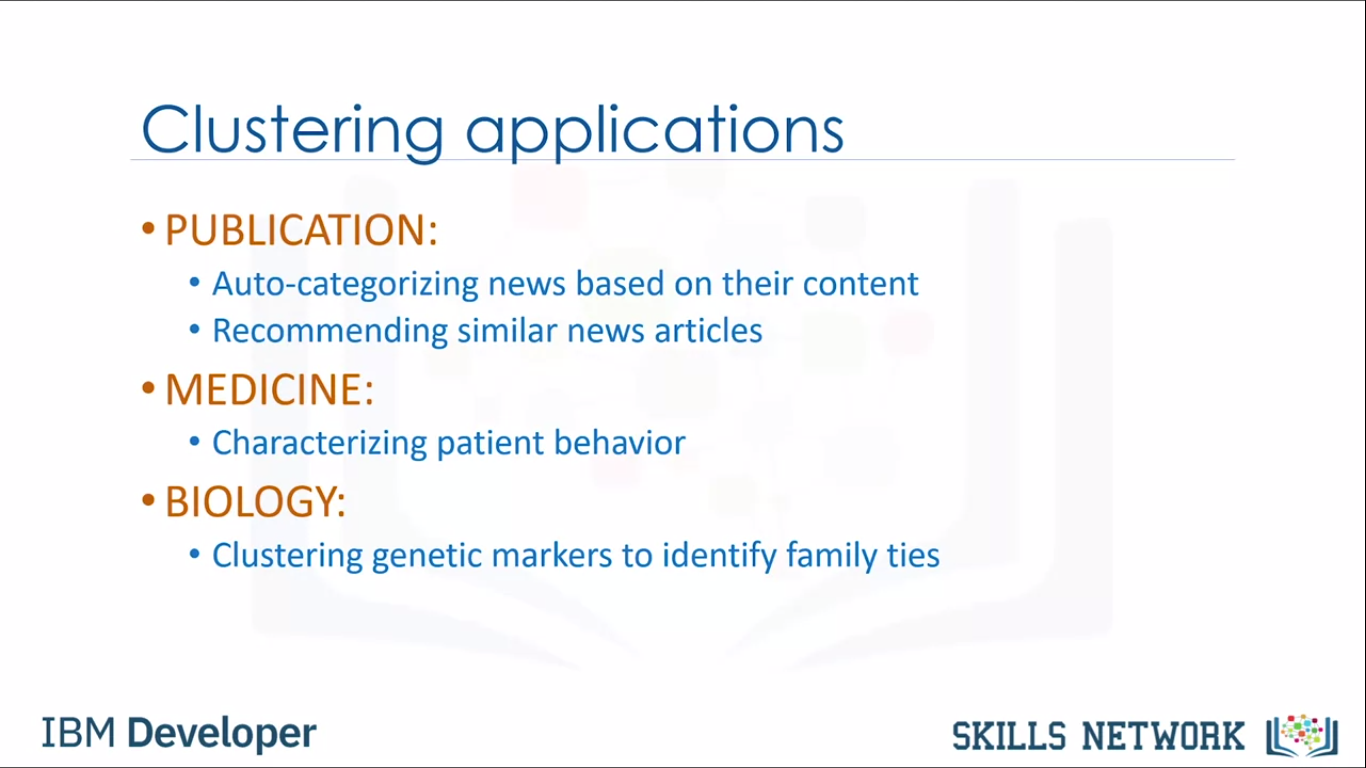 Clustering applications
• PUBLICATION:
• Auto-categorizing news based on their content
• Recommending similar news articles
• MEDICINE:
• Characterizing patient behavior
• BIOLOGY:
• Clustering genetic markers to identify family ties
IBM Developer
SKILLS NETWORK